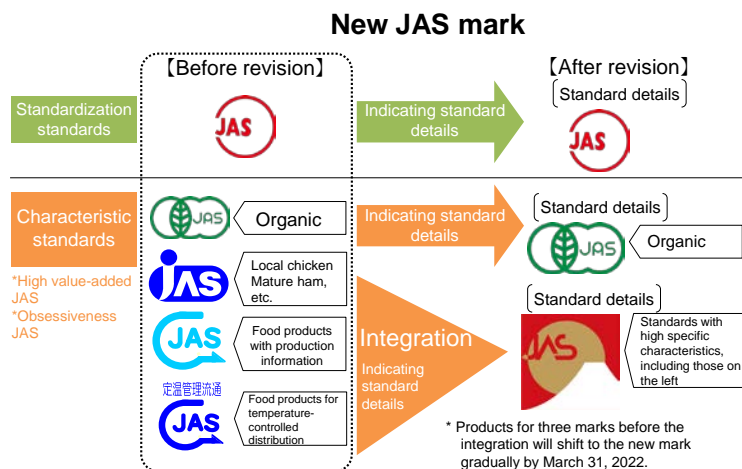 New JAS mark
【Before revision】
【After revision】
Standardization
standards
JAS
Indicating standard
details
Standard details
JAS
Characteristic
standards
*High value-added
JAS
*Obsessiveness
JAS
JAS
Organic
Indicating standard
details
Standard details
JAS
Organic
jAS
Local chicken
Mature ham,
etc.
JAS
Food products
with production
information
定温管理流通
JAS
Food products for
temperature-
controlled
distribution
Integration
Indicating
standard
details
Standard details
JAS
Standards with
high specific
characteristics,
including those on
the left
* Products for three marks before the
integration will shift to the new mark
gradually by March 31, 2022.